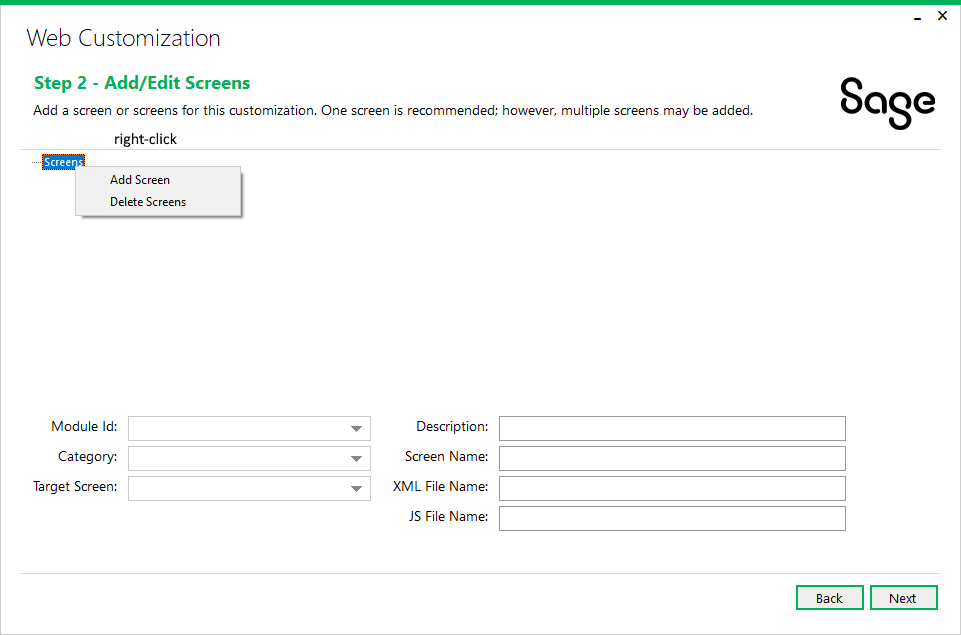 Web Customization
Step 2 - Add/Edit Screens
Add a screen or screens for this customization. One screen is recommended; however, multiple screens may be added.
Sage
right-click
Screens
Add Screen
Delete Screens
Module Id:
Description:
Category:
Screen Name:
Target Screen:
XML File Name:
JS File Name:
Back
Next